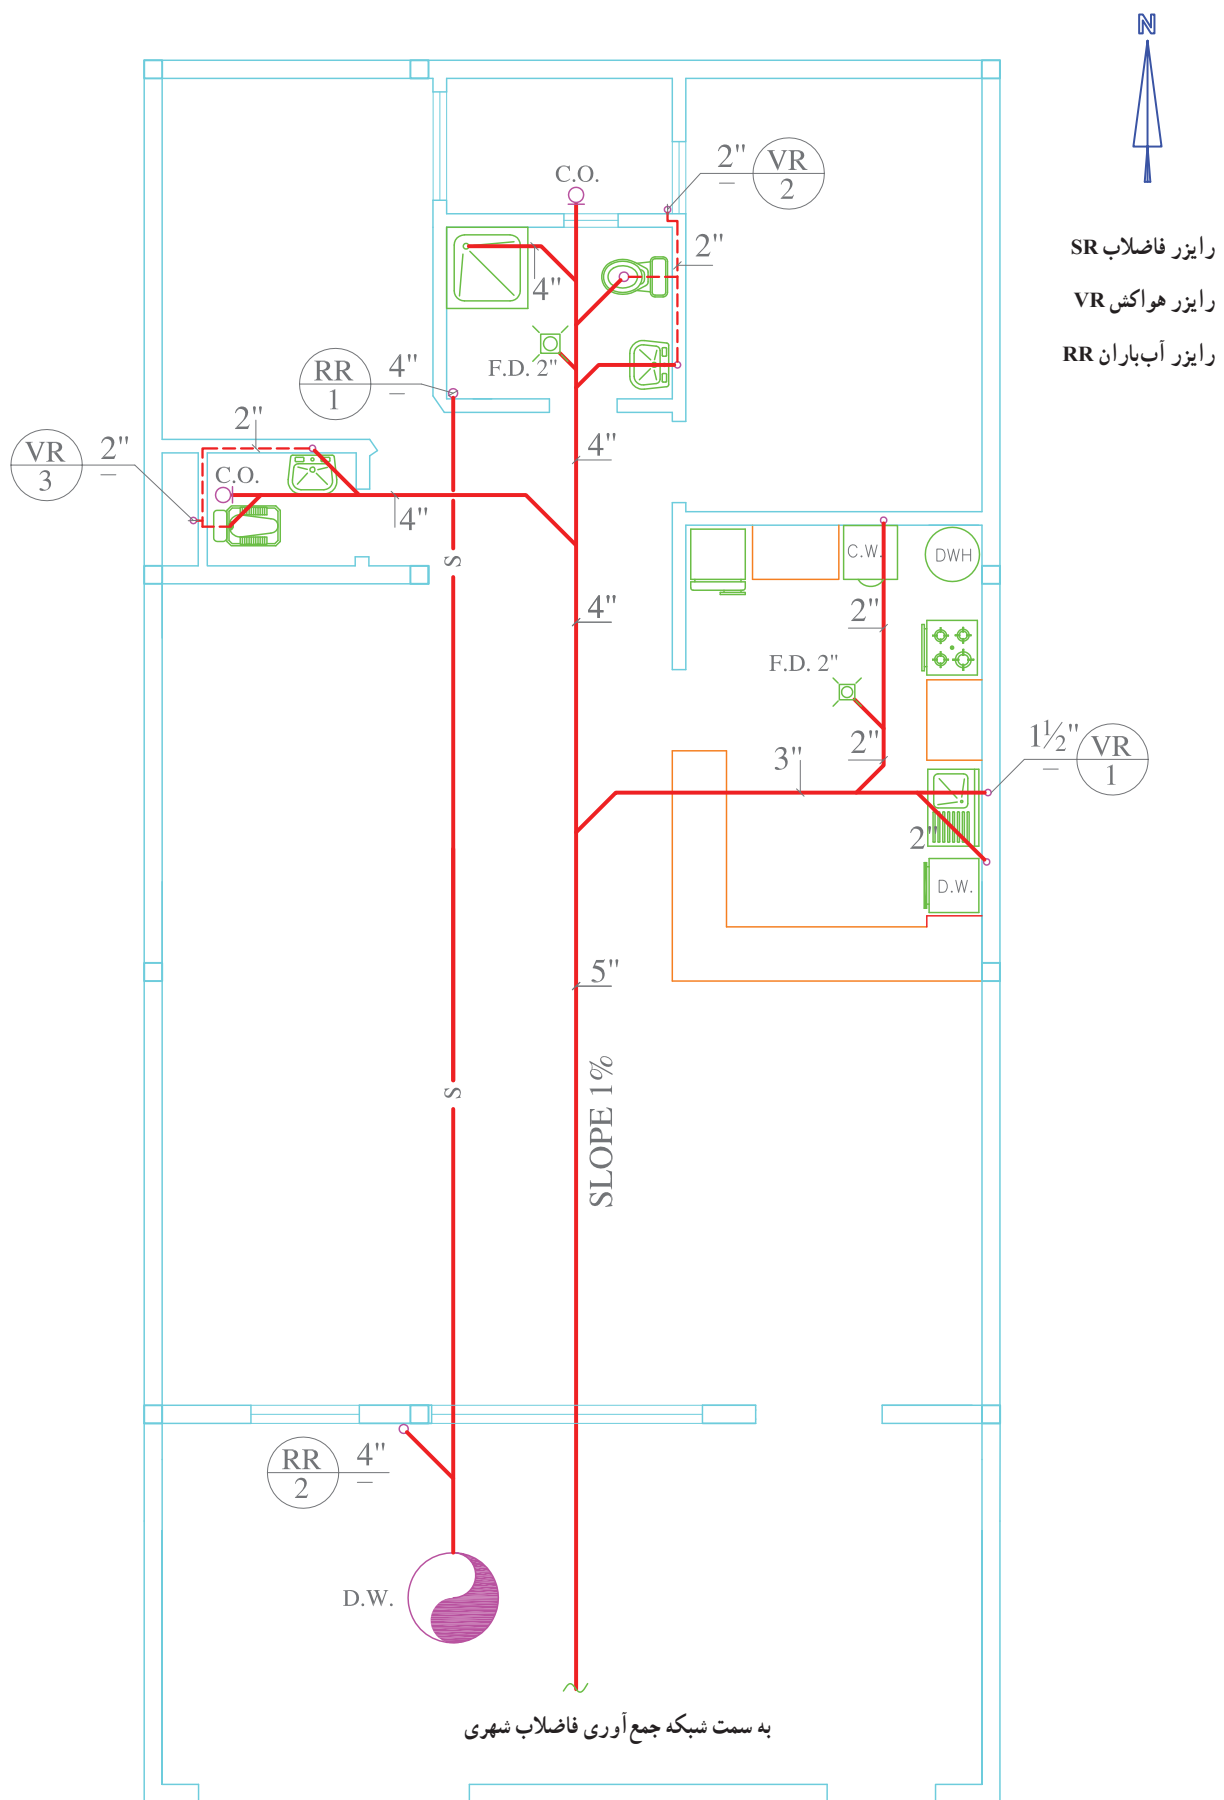 N
C.O.
2" VR
2
رایزر فاضلاب SR
2"
4"
رایزر هواکش VR
رایزر آب‌باران RR
F.D. 2"
RR 4"
1
2"
VR 2"
3
C.O.
4"
4"
C.W.
DWH
2"
4"
F.D. 2"
2"
3"
1½" VR
1
2"
D.W.
S
5"
SLOPE 1%
S
RR 4"
2
D.W.
به سمت شبکه جمع‌آوری فاضلاب شهری